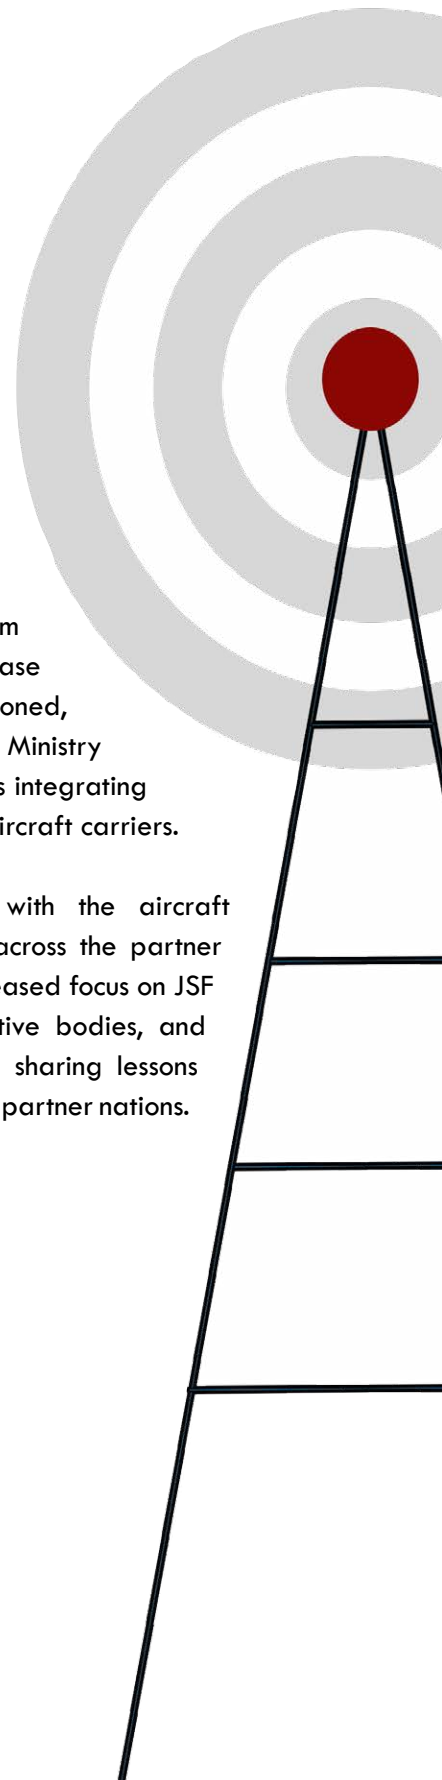 m
ase
oned,
Ministry
s integrating
ircraft carriers.
with the aircraft
across the partner
eased focus on JSF
tive bodies, and
sharing lessons
partner nations.